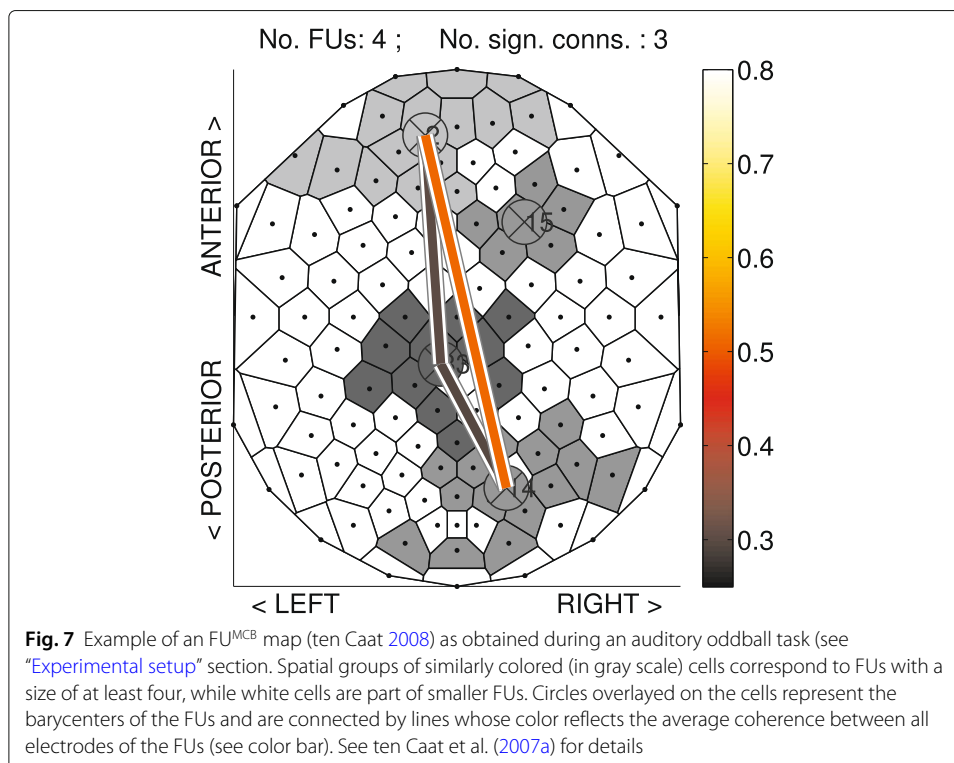 No. FUs: 4 ; No. sign. conns. : 3
ANTERIOR >
< POSTERIOR
0.8
0.7
0.6
0.5
0.4
0.3
15
14
< LEFT RIGHT >
Fig. 7 Example of an FUMCB map (ten Caat 2008) as obtained during an auditory oddball task (see
"Experimental setup" section. Spatial groups of similarly colored (in gray scale) cells correspond to FUs with a
size of at least four, while white cells are part of smaller FUs. Circles overlayed on the cells represent the
barycenters of the FUs and are connected by lines whose color reflects the average coherence between all
electrodes of the FUs (see color bar). See ten Caat et al. (2007a) for details